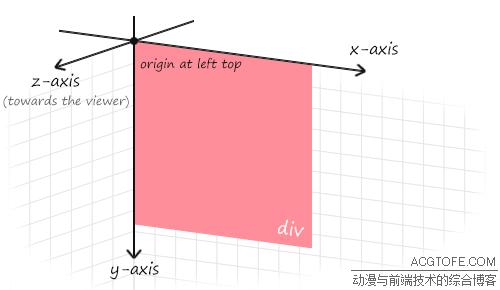 x-axis
origin at left top
z-axis
(towards the viewer)
div
y-axis
ACGTOFE.COM
动漫与前端技术的综合博客